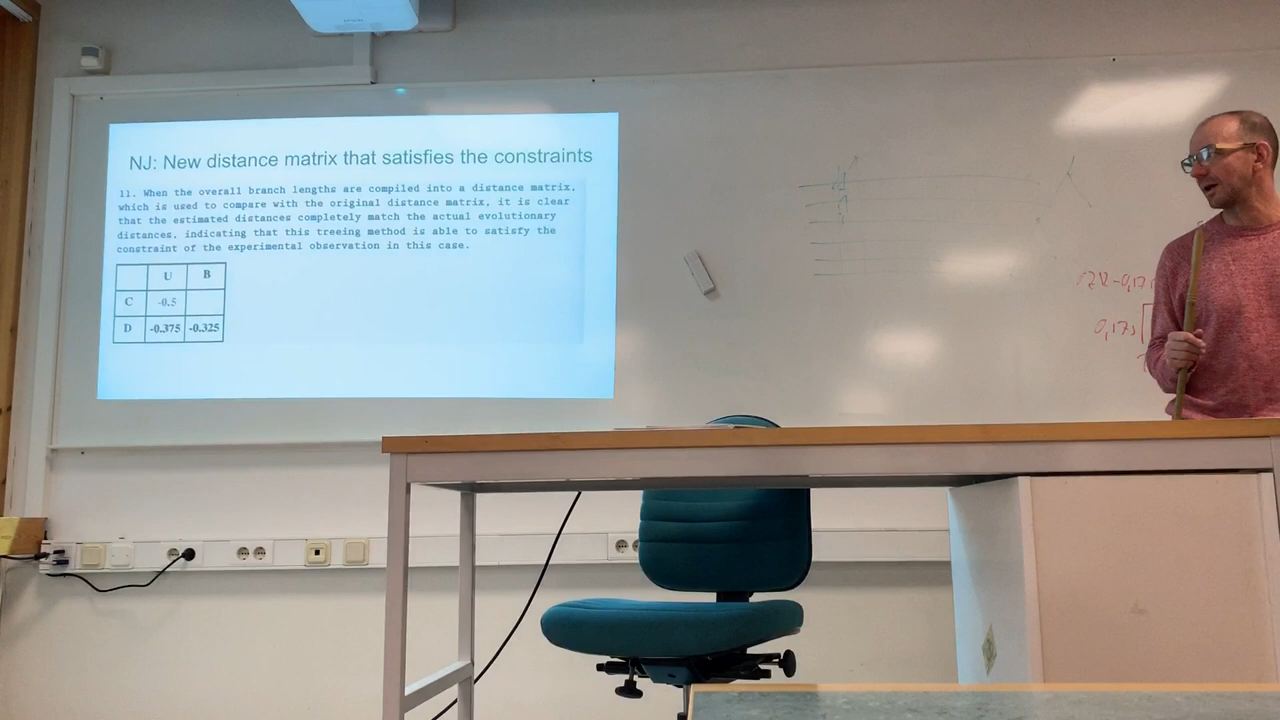 NJ: New distance matrix that satisfies the constraints
11. When the overall branch lengths are compiled into a distance matrix,
which is used to compare with the original distance matrix, it is clear
that the estimated distances completely match the actual evolutionary
distances, indicating that this treeing method is able to satisfy the
constraint of the experimental observation in this case.
U B
C -0.5
D -0.375 -0.325